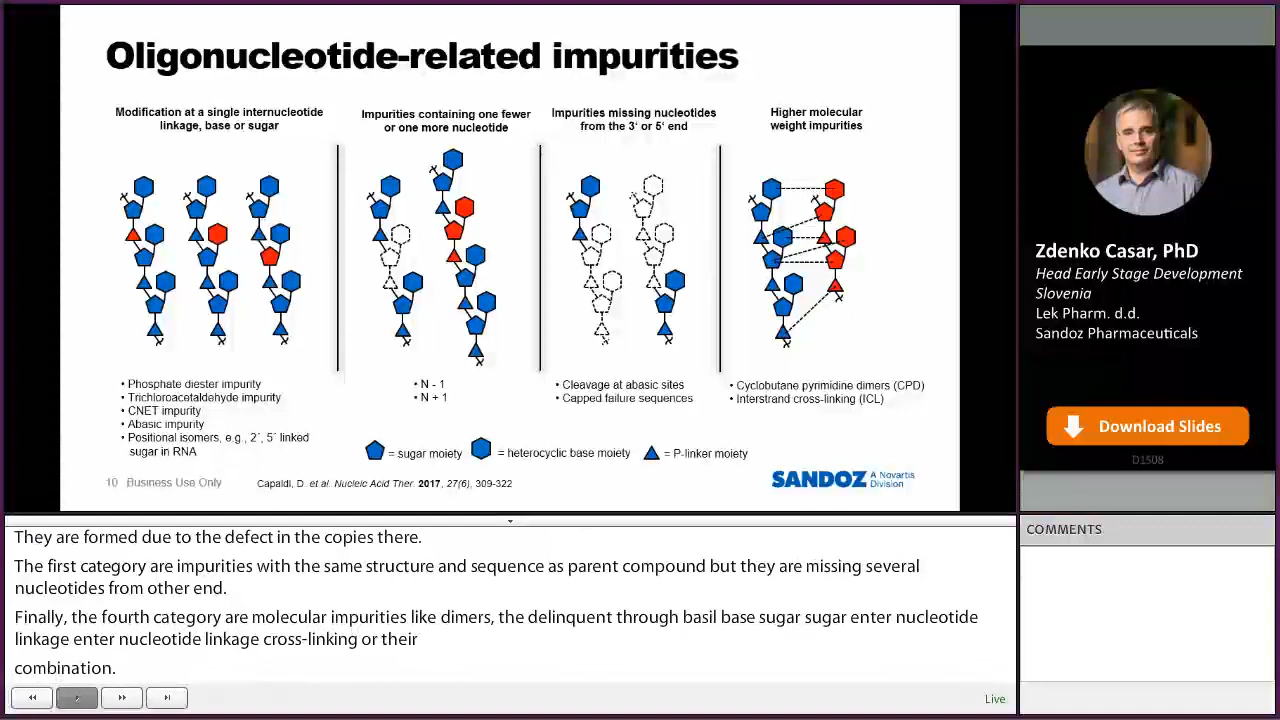 Oligonucleotide-related impurities
Modification at a single internucleotide
linkage, base or sugar
Impurities containing one fewer
or one more nucleotide
Impurities missing nucleotides
from the 3' or 5' end
Higher molecular
weight impurities
• Phosphate diester impurity
• Trichloroacetaldehyde impurity
• CNET impurity
• Abasic impurity
• Positional isomers, e.g., 2´, 5´ linked
sugar in RNA
• N - 1
• N + 1
• Cleavage at abasic sites
• Capped failure sequences
• Cyclobutane pyrimidine dimers (CPD)
• Interstrand cross-linking (ICL)
= sugar moiety
= heterocyclic base moiety
= P-linker moiety
10 Business Use Only
Capaldi, D. et al. Nucleic Acid Ther. 2017, 27(6), 309-322
SANDOZ A Novartis
Division
Zdenko Casar, PhD
Head Early Stage Development
Slovenia
Lek Pharm. d.d.
Sandoz Pharmaceuticals
Download Slides
D1508
They are formed due to the defect in the copies there.
The first category are impurities with the same structure and sequence as parent compound but they are missing several
nucleotides from other end.
Finally, the fourth category are molecular impurities like dimers, the delinquent through basil base sugar sugar enter nucleotide
linkage enter nucleotide linkage cross-linking or their
combination.
Live
COMMENTS